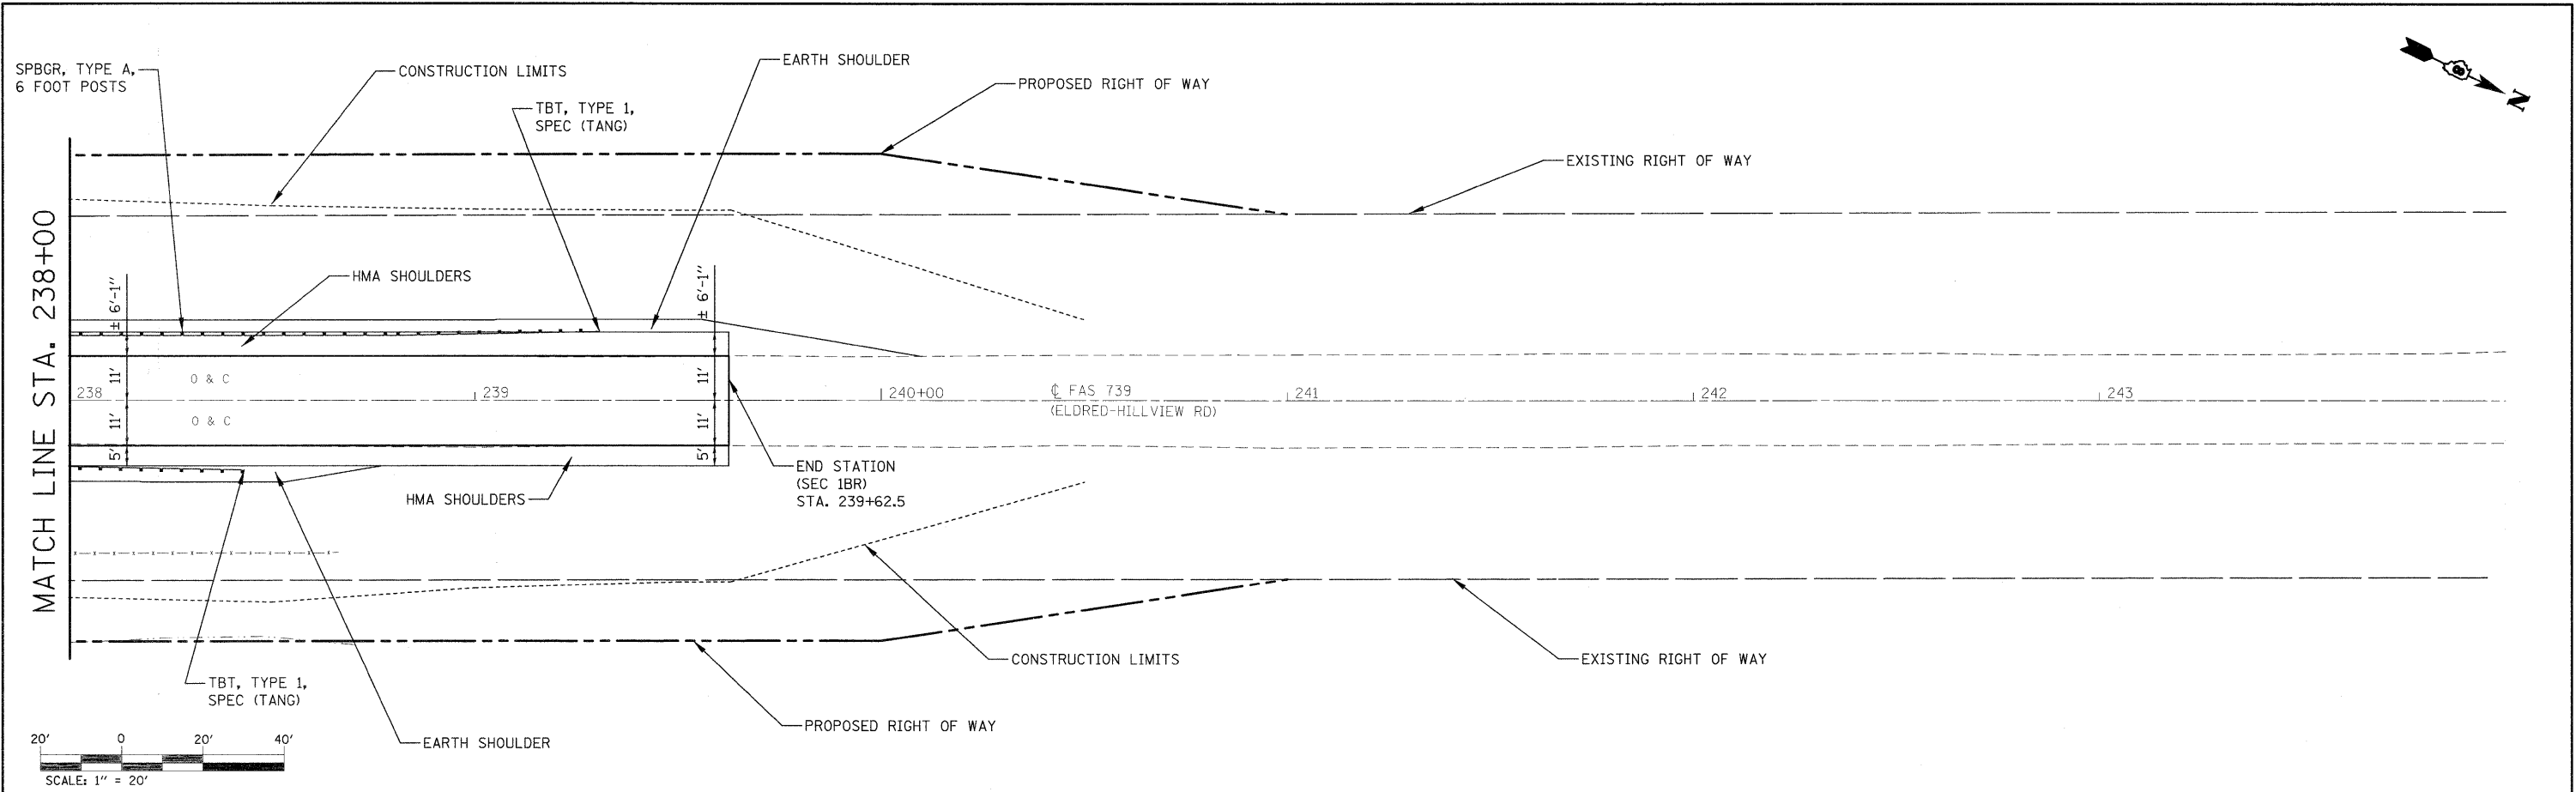 SPBGR, TYPE A,
6 FOOT POSTS
CONSTRUCTION LIMITS
EARTH SHOULDER
PROPOSED RIGHT OF WAY
TBT, TYPE 1,
SPEC (TANG)
EXISTING RIGHT OF WAY
N
MATCH LINE STA. 238+00
HMA SHOULDERS
± 6'-1"
11'
11'
5'
± 6'-1"
11'
11'
5'
O & C
O & C
238
239
240+00
℄ FAS 739
(ELDRED-HILLVIEW RD)
241
242
243
END STATION
(SEC 1BR)
STA. 239+62.5
HMA SHOULDERS
CONSTRUCTION LIMITS
EXISTING RIGHT OF WAY
TBT, TYPE 1,
SPEC (TANG)
PROPOSED RIGHT OF WAY
EARTH SHOULDER
20' 0 20' 40'
SCALE: 1" = 20'